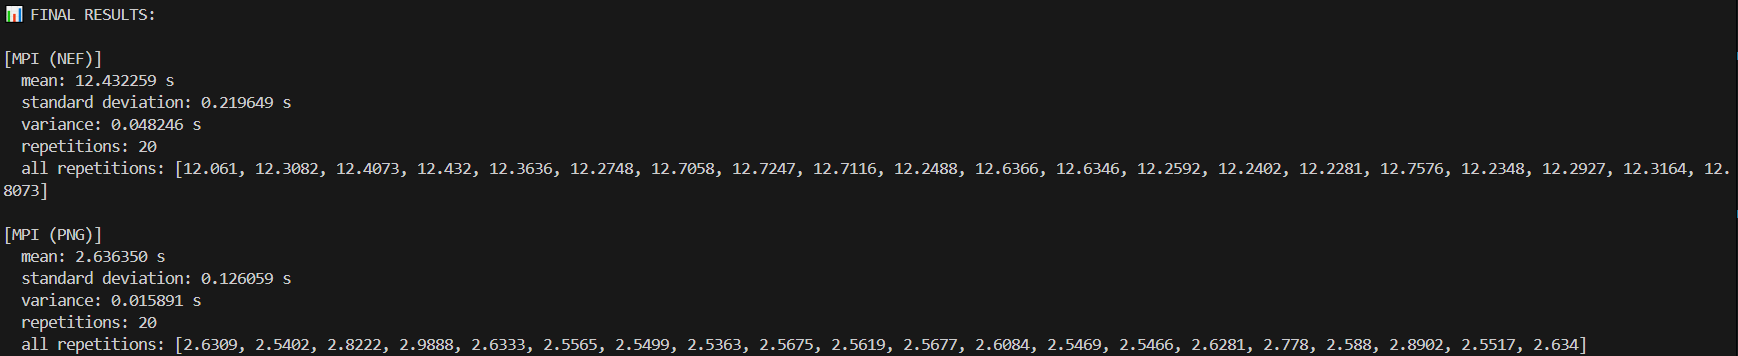 📊 FINAL RESULTS:
[MPI (NEF)]
mean: 12.432259 s
standard deviation: 0.219649 s
variance: 0.048246 s
repetitions: 20
all repetitions: [12.061, 12.3082, 12.4073, 12.432, 12.3636, 12.2748, 12.7058, 12.7247, 12.7116, 12.2488, 12.6366, 12.6346, 12.2592, 12.2402, 12.2281, 12.7576, 12.2348, 12.2927, 12.3164, 12.
8073]
[MPI (PNG)]
mean: 2.636350 s
standard deviation: 0.126059 s
variance: 0.015891 s
repetitions: 20
all repetitions: [2.6309, 2.5402, 2.8222, 2.9888, 2.6333, 2.5565, 2.5499, 2.5363, 2.5675, 2.5619, 2.5677, 2.6084, 2.5469, 2.5466, 2.6281, 2.778, 2.588, 2.8902, 2.5517, 2.634]